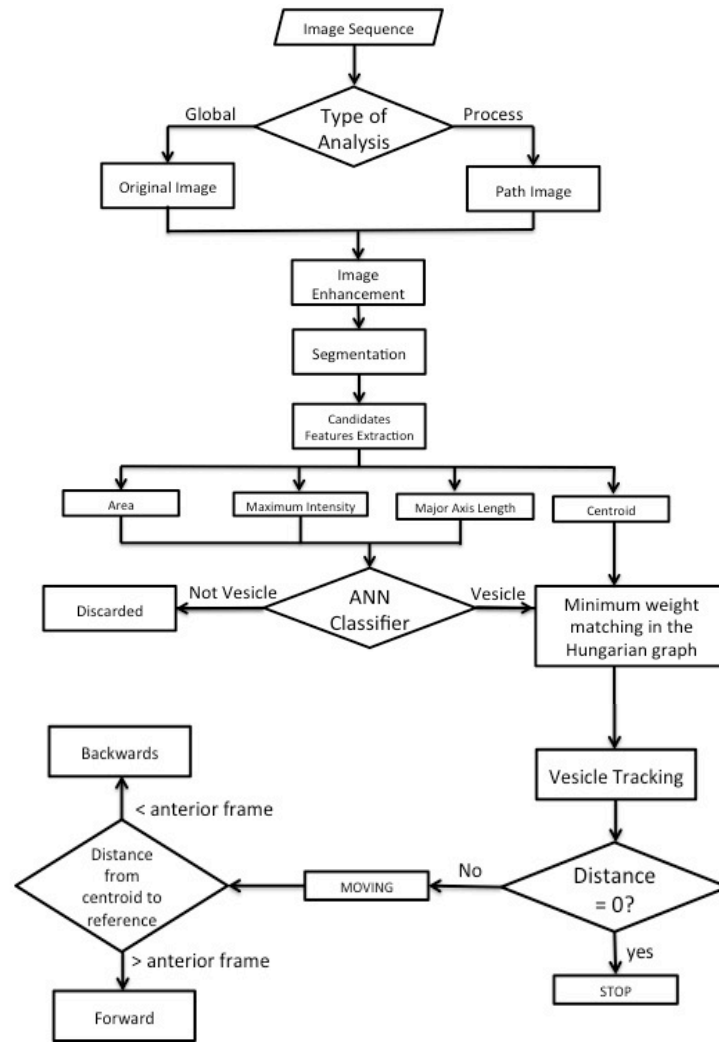 Image Sequence
Global
Type of
Analysis
Process
Original Image
Path Image
Image
Enhancement
Segmentation
Candidates
Features Extraction
Area
Maximum Intensity
Major Axis Length
Centroid
Not Vesicle
Discarded
ANN
Classifier
Vesicle
Minimum weight
matching in the
Hungarian graph
Vesicle Tracking
Distance
= 0?
yes
STOP
No
MOVING
Distance
from
centroid to
reference
< anterior frame
Backwards
> anterior frame
Forward